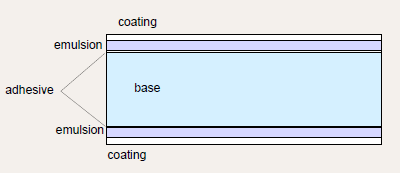 coating
emulsion
adhesive
base
emulsion
coating